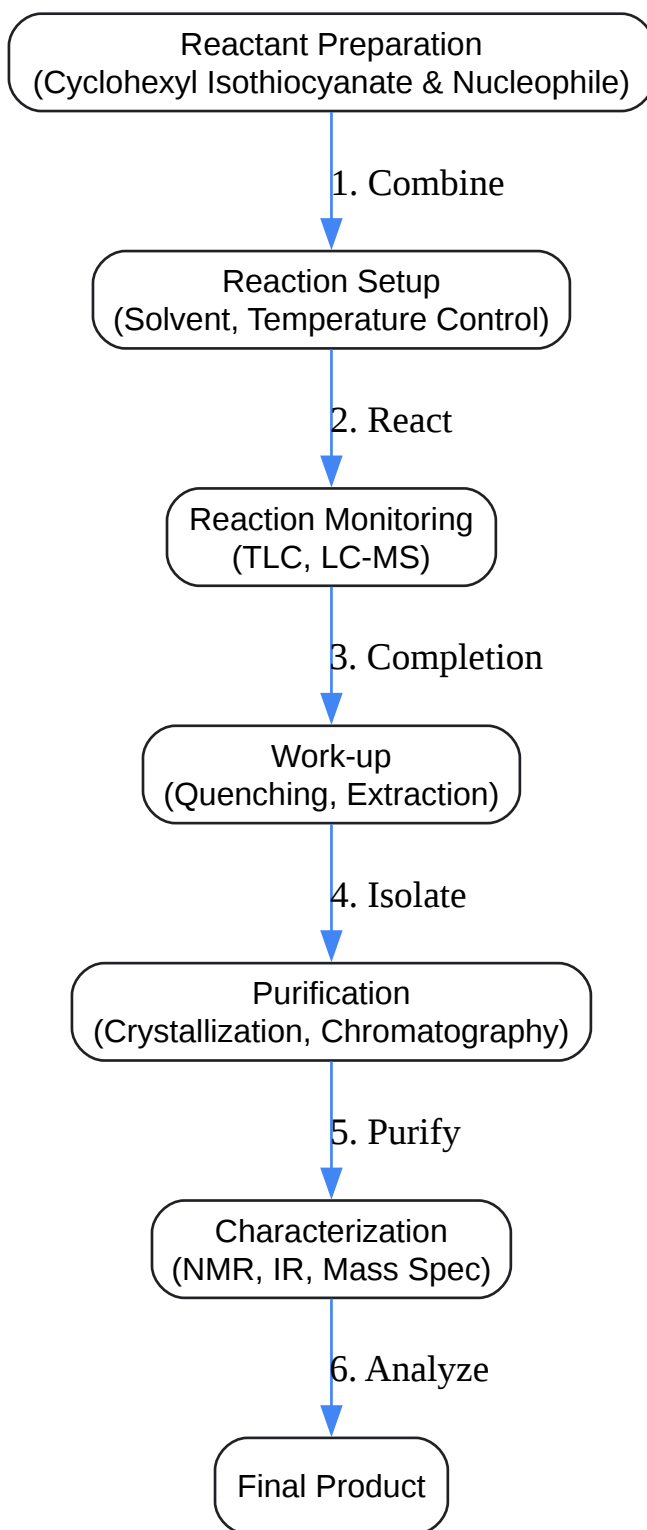 Reactant Preparation
(Cyclohexyl Isothiocyanate & Nucleophile)
1. Combine
Reaction Setup
(Solvent, Temperature Control)
2. React
Reaction Monitoring
(TLC, LC-MS)
3. Completion
Work-up
(Quenching, Extraction)
4. Isolate
Purification
(Crystallization, Chromatography)
5. Purify
Characterization
(NMR, IR, Mass Spec)
6. Analyze
Final Product